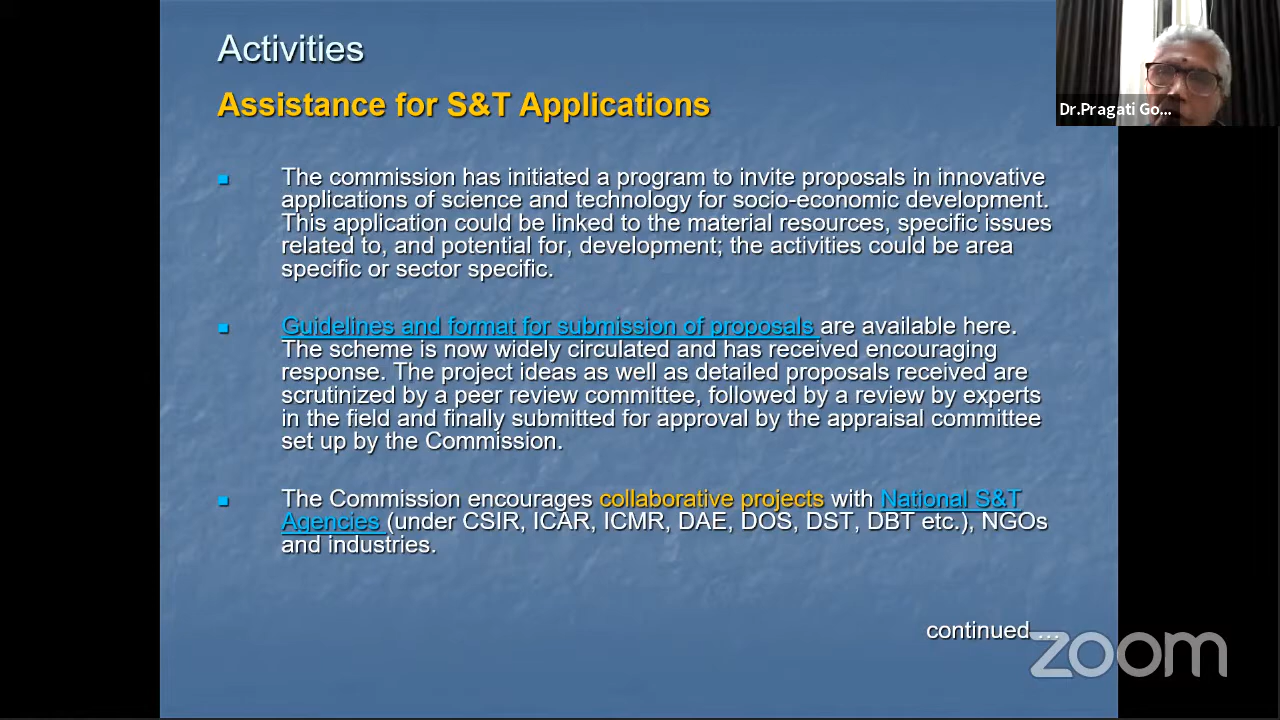 Activities
Assistance for S&T Applications
The commission has initiated a program to invite proposals in innovative
applications of science and technology for socio-economic development.
This application could be linked to the material resources, specific issues
related to, and potential for, development; the activities could be area
specific or sector specific.
Guidelines and format for submission of proposals are available here.
The scheme is now widely circulated and has received encouraging
response. The project ideas as well as detailed proposals received are
scrutinized by a peer review committee, followed by a review by experts
in the field and finally submitted for approval by the appraisal committee
set up by the Commission.
The Commission encourages collaborative projects with National S&T
Agencies (under CSIR, ICAR, ICMR, DAE, DOS, DST, DBT etc.), NGOs
and industries.
continued ...
Dr.Pragati Go...
zoom